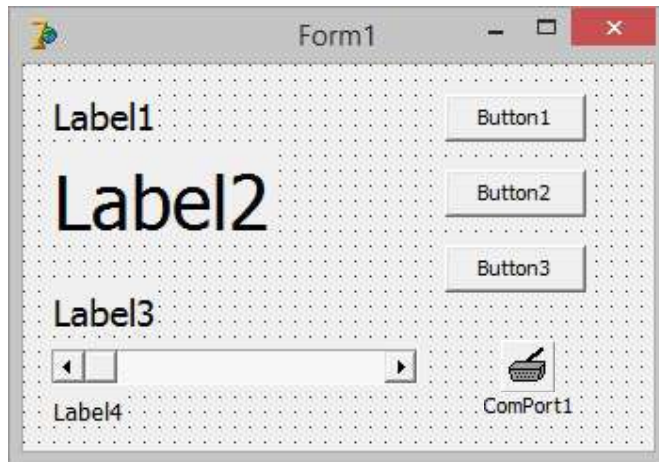 Form1
Label1
Button1
Label2
Button2
Button3
Label3
ComPort1
Label4